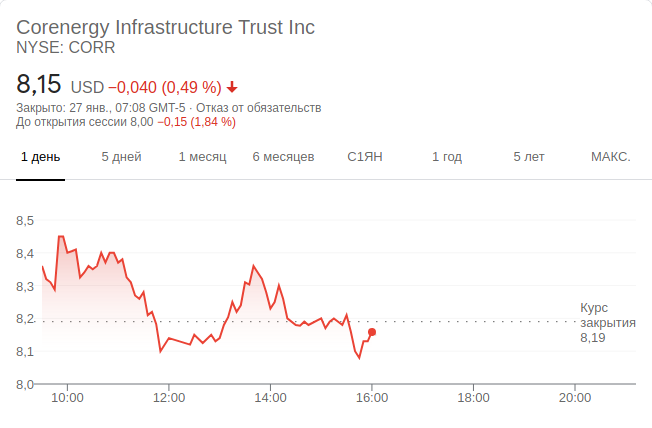 Corenergy Infrastructure Trust Inc
NYSE: CORR
8,15 USD −0,040 (0,49 %)
Закрыто: 27 янв., 07:08 GMT-5 · Отказ от обязательств
До открытия сессии 8,00 −0,15 (1,84 %)
1 день 5 дней 1 месяц 6 месяцев С1ЯН 1 год 5 лет МАКС.
8,5
8,4
8,3
8,2
8,1
8,0
Курс
закрытия
8,19
10:00 12:00 14:00 16:00 18:00 20:00